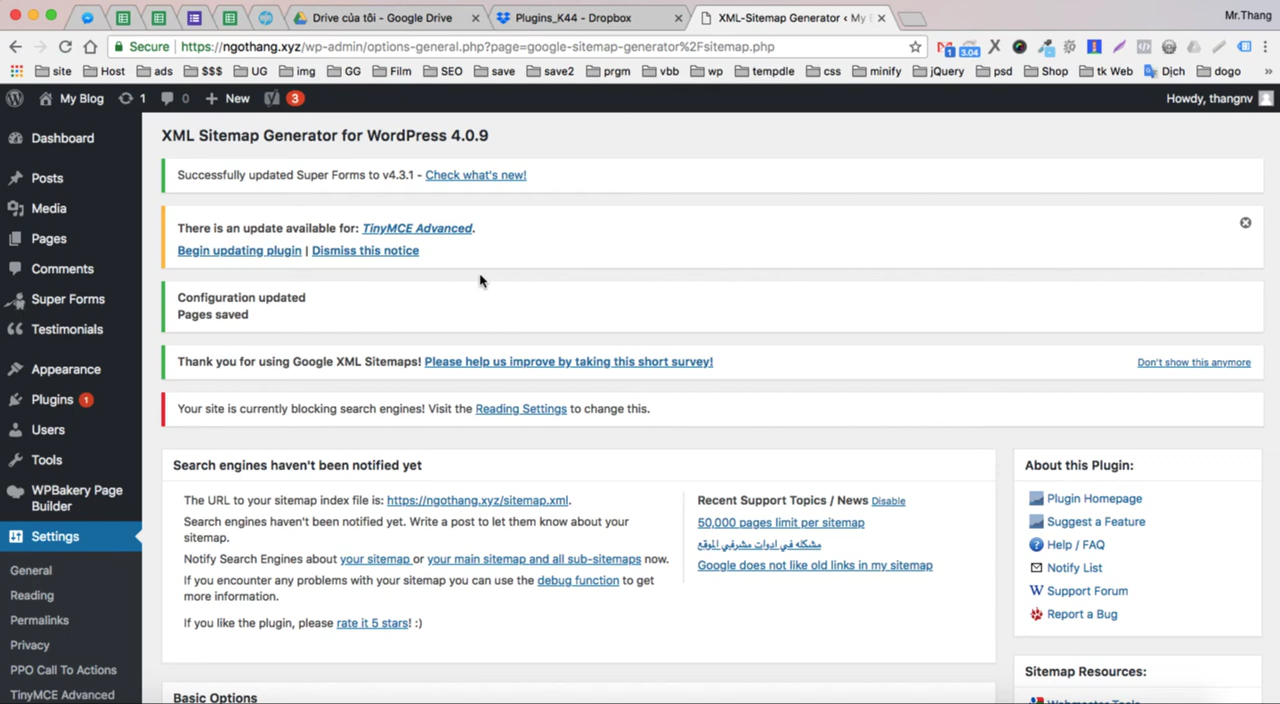 Mr.Thang
Drive của tôi - Google Drive
Plugins_K44 - Dropbox
XML-Sitemap Generator ‹ My
Secure https://ngothang.xyz/wp-admin/options-general.php?page=google-sitemap-generator%2Fsitemap.php
1 3.04
site Host ads $$$ UG img GG Film SEO save save2 prgm vbb wp tempdle css minify jQuery psd Shop tk Web Dịch dogo »
My Blog 1 0 + New 3 Howdy, thangnv
Dashboard
Posts
Media
Pages
Comments
Super Forms
Testimonials
Appearance
Plugins 1
Users
Tools
WPBakery Page
Builder
Settings
General
Reading
Permalinks
Privacy
PPO Call To Actions
TinyMCE Advanced
XML Sitemap Generator for WordPress 4.0.9
Successfully updated Super Forms to v4.3.1 - Check what's new!
There is an update available for: TinyMCE Advanced.
Begin updating plugin | Dismiss this notice
Configuration updated
Pages saved
Thank you for using Google XML Sitemaps! Please help us improve by taking this short survey!
Don't show this anymore
Your site is currently blocking search engines! Visit the Reading Settings to change this.
Search engines haven't been notified yet
The URL to your sitemap index file is: https://ngothang.xyz/sitemap.xml.
Search engines haven't been notified yet. Write a post to let them know about your
sitemap.
Notify Search Engines about your sitemap or your main sitemap and all sub-sitemaps now.
If you encounter any problems with your sitemap you can use the debug function to get
more information.
If you like the plugin, please rate it 5 stars! :)
Recent Support Topics / News Disable
50,000 pages limit per sitemap
مشكله في ادوات مشرفي الموقع
Google does not like old links in my sitemap
Basic Options
About this Plugin:
Plugin Homepage
Suggest a Feature
Help / FAQ
Notify List
Support Forum
Report a Bug
Sitemap Resources:
Webmaster Tools